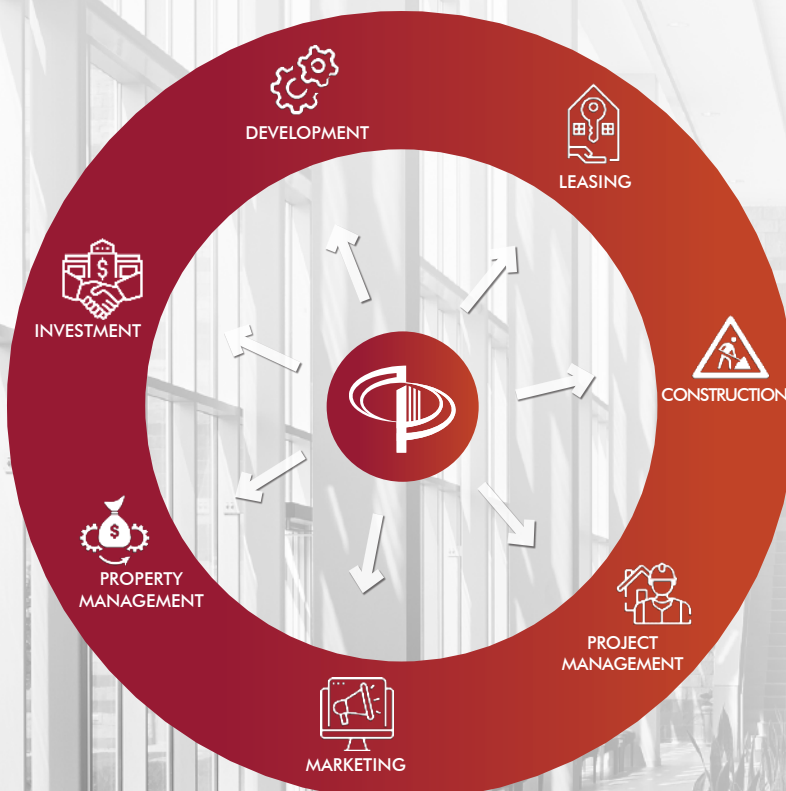 DEVELOPMENT
LEASING
CONSTRUCTION
PROJECT
MANAGEMENT
MARKETING
PROPERTY
MANAGEMENT
INVESTMENT
$
$